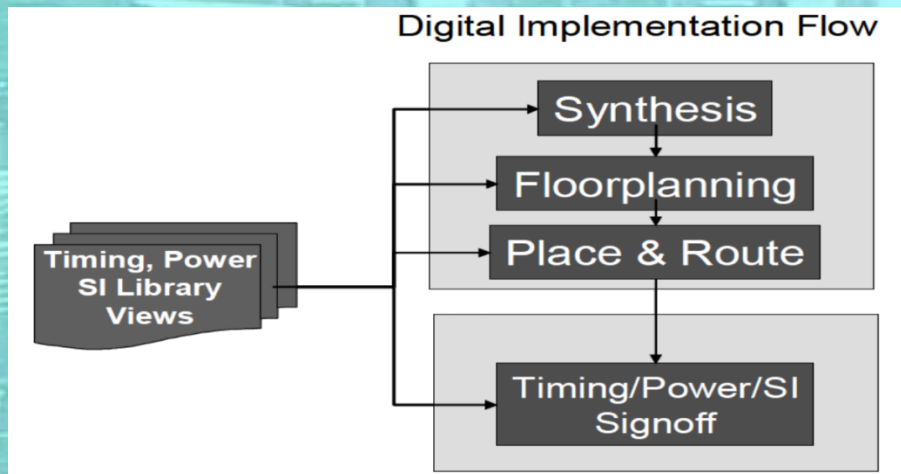 Digital Implementation Flow
Synthesis
Floorplanning
Place & Route
Timing, Power
SI Library
Views
Timing/Power/SI
Signoff